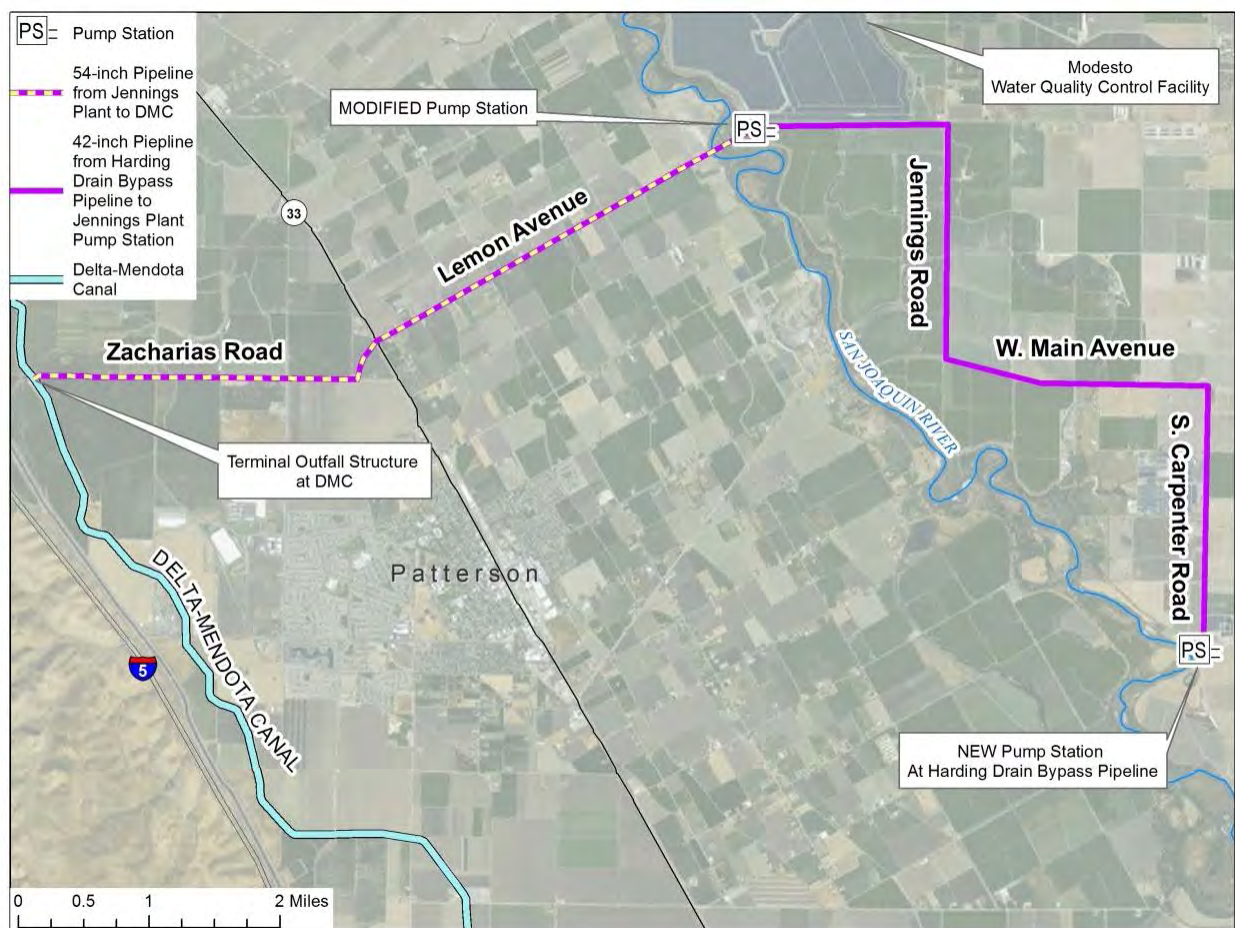 PS
Pump Station
54-inch Pipeline
from Jennings
Plant to DMC
42-inch Piepline
from Harding
Drain Bypass
Pipeline to
Jennings Plant
Pump Station
Delta-Mendota
Canal
MODIFIED Pump Station
PS
Modesto
Water Quality Control Facility
33
Lemon Avenue
Jennings Road
Zacharias Road
W. Main Avenue
SAN JOAQUIN RIVER
S. Carpenter Road
Terminal Outfall Structure
at DMC
Patterson
DELTA-MENDOTA CANAL
5
PS
NEW Pump Station
At Harding Drain Bypass Pipeline
0 0.5 1 2 Miles